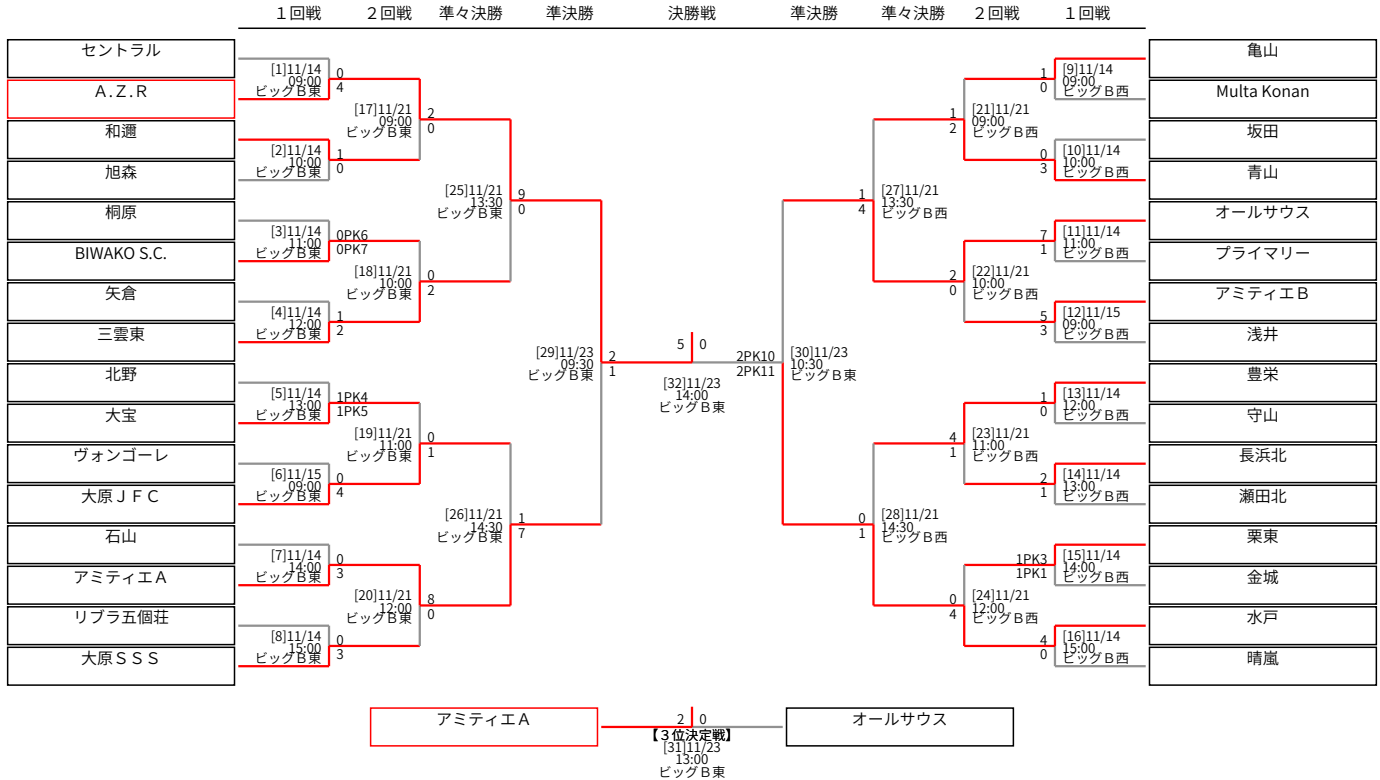 １回戦 ２回戦 準々決勝 準決勝 決勝戦 準決勝 準々決勝 ２回戦 １回戦
セントラル
A.Z.R
和邇
旭森
桐原
BIWAKO S.C.
矢倉
三雲東
北野
大宝
ヴォンゴーレ
大原ＪＦＣ
石山
アミティエＡ
リブラ五個荘
大原ＳＳＳ
[1]11/14
09:00
ビッグＢ東
0
4
[2]11/14
10:00
ビッグＢ東
1
0
[3]11/14
11:00
ビッグＢ東
0PK6
0PK7
[4]11/14
12:00
ビッグＢ東
1
2
[5]11/14
13:00
ビッグＢ東
1PK4
1PK5
[6]11/15
09:00
ビッグＢ東
0
4
[7]11/14
14:00
ビッグＢ東
0
3
[8]11/14
15:00
ビッグＢ東
0
3
[17]11/21
09:00
ビッグＢ東
2
0
[18]11/21
10:00
ビッグＢ東
0
2
[19]11/21
11:00
ビッグＢ東
0
1
[20]11/21
12:00
ビッグＢ東
8
0
[25]11/21
13:30
ビッグＢ東
9
0
[26]11/21
14:30
ビッグＢ東
1
7
[29]11/23
09:30
ビッグＢ東
2
1
5 0
[32]11/23
14:00
ビッグＢ東
2PK10
2PK11
[30]11/23
10:30
ビッグＢ東
1
4
[27]11/21
13:30
ビッグＢ西
0
1
[28]11/21
14:30
ビッグＢ西
1
2
[21]11/21
09:00
ビッグＢ西
2
0
[22]11/21
10:00
ビッグＢ西
4
1
[23]11/21
11:00
ビッグＢ西
0
4
[24]11/21
12:00
ビッグＢ西
1
0
[9]11/14
09:00
ビッグＢ西
0
3
[10]11/14
10:00
ビッグＢ西
7
1
[11]11/14
11:00
ビッグＢ西
5
3
[12]11/15
09:00
ビッグＢ西
1
0
[13]11/14
12:00
ビッグＢ西
2
1
[14]11/14
13:00
ビッグＢ西
1PK3
1PK1
[15]11/14
14:00
ビッグＢ西
4
0
[16]11/14
15:00
ビッグＢ西
亀山
Multa Konan
坂田
青山
オールサウス
プライマリー
アミティエＢ
浅井
豊栄
守山
長浜北
瀬田北
栗東
金城
水戸
晴嵐
アミティエＡ 2 0 オールサウス
【３位決定戦】
[31]11/23
13:00
ビッグＢ東